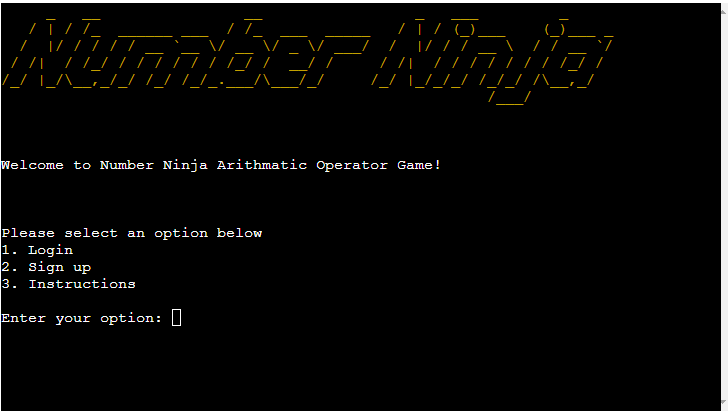 Number Ninja
Welcome to Number Ninja Arithmatic Operator Game!
Please select an option below
1. Login
2. Sign up
3. Instructions
Enter your option: